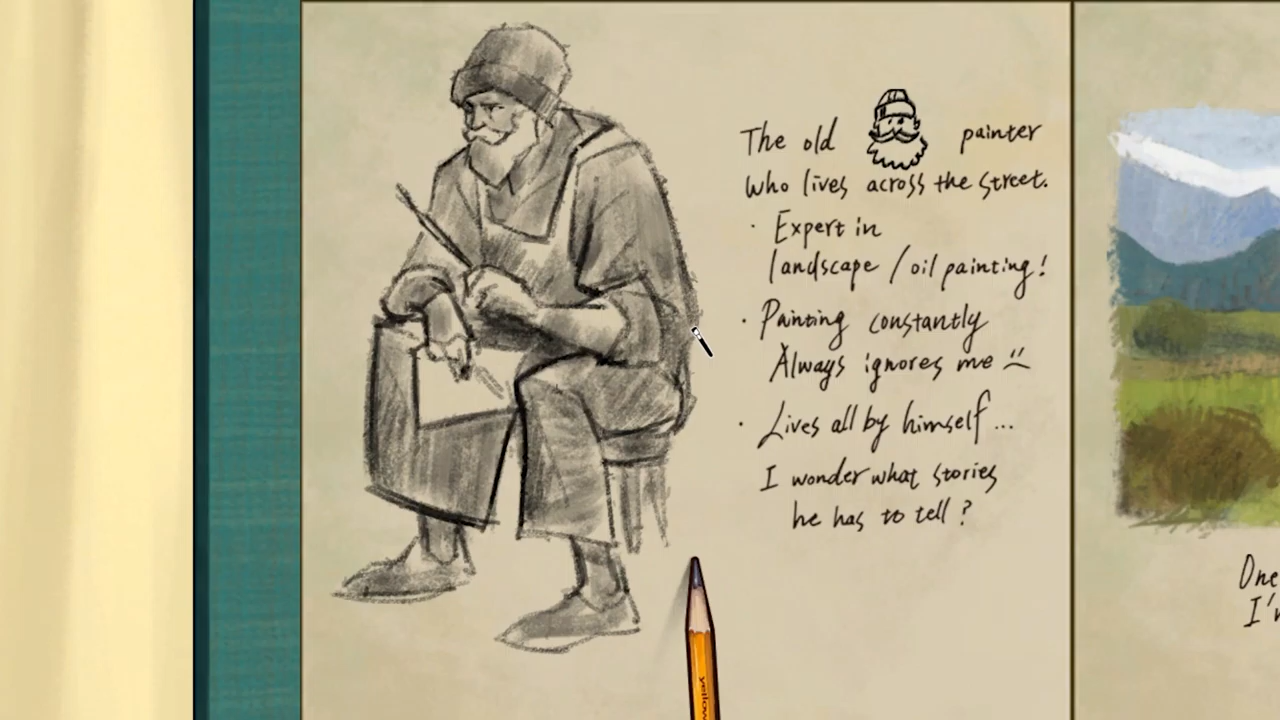 The old painter
who lives across the street.
· Expert in
landscape / oil painting!
· Painting constantly
Always ignores me
· Lives all by himself...
I wonder what stories
he has to tell?
One
yellow